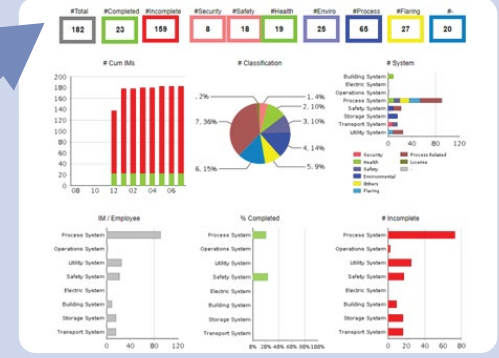 #Total #Completed #Incomplete #Security #Safety #Health #Enviro #Process #Flaring #-
182 23 159 8 18 19 25 65 27 20
# Cum IMs
200
180
160
140
120
100
80
60
40
20
0
08 10 12 02 04 06
# Classification
. 2%
1. 4%
2. 10%
3. 10%
4. 14%
5. 9%
6. 15%
7. 36%
# System
Building System
Electric System
Operations System
Process System
Safety System
Storage System
Transport System
Utility System
0 40 80 120
Security
Health
Safety
Environmental
Others
Flaring
Process Related
License
-
IM / Employee
Process System
Operations System
Utility System
Safety System
Electric System
Building System
Storage System
Transport System
0 40 80 120
% Completed
Process System
Operations System
Utility System
Safety System
Electric System
Building System
Storage System
Transport System
0% 20% 40% 60% 80% 100%
# Incomplete
Process System
Operations System
Utility System
Safety System
Electric System
Building System
Storage System
Transport System
0 20 40 60 80